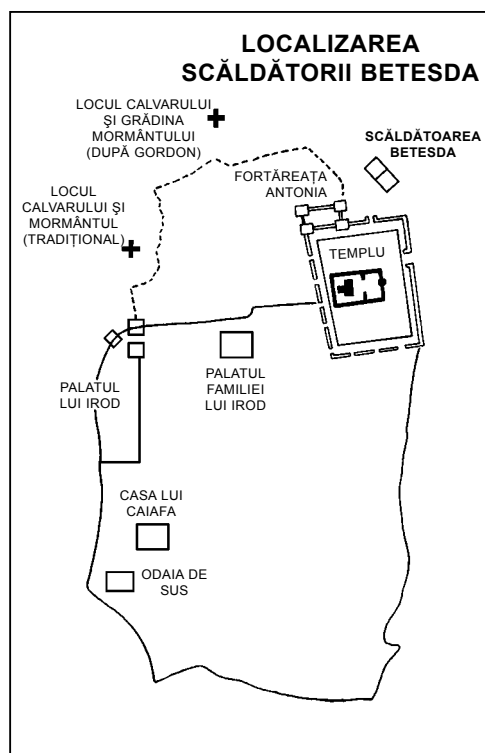 LOCALIZAREA
SCĂLDĂTORII BETESDA
LOCUL CALVARULUI
ŞI GRĂDINA
MORMÂNTULUI
(DUPĂ GORDON)
SCĂLDĂTOAREA
BETESDA
FORTĂREAŢA
ANTONIA
LOCUL
CALVARULUI ŞI
MORMÂNTUL
(TRADIŢIONAL)
TEMPLU
PALATUL
LUI IROD
PALATUL
FAMILIEI
LUI IROD
CASA LUI
CAIAFA
ODAIA DE
SUS